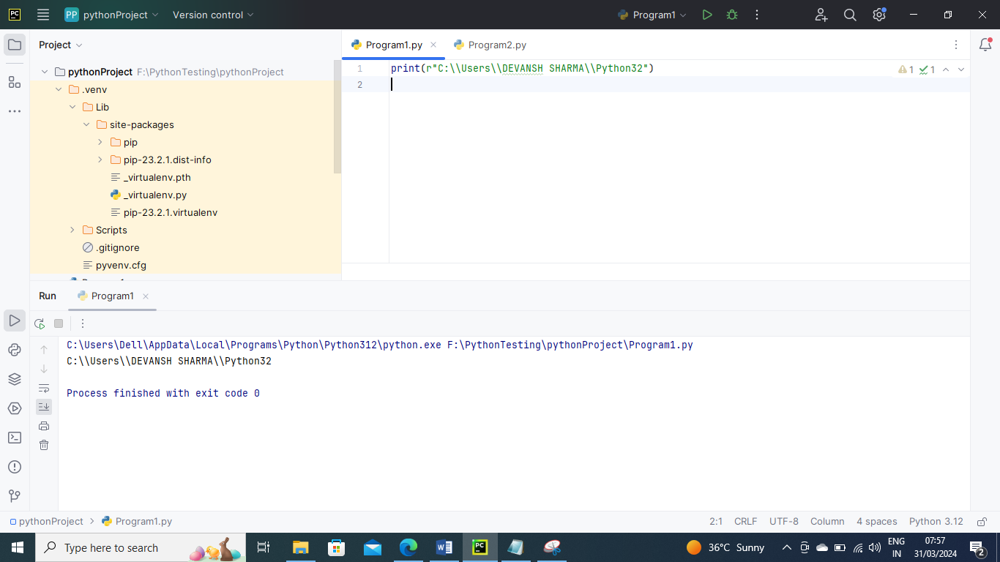 PC PP pythonProject Version control Program1
Project
Program1.py Program2.py
pythonProject F:\PythonTesting\pythonProject
.venv
Lib
site-packages
pip
pip-23.2.1.dist-info
_virtualenv.pth
_virtualenv.py
pip-23.2.1.virtualenv
Scripts
.gitignore
pyvenv.cfg
1 print(r"C:\\Users\\DEVANSH SHARMA\\Python32") 1 1
2
Run Program1
C:\Users\Dell\AppData\Local\Programs\Python\Python312\python.exe F:\PythonTesting\pythonProject\Program1.py
C:\\Users\\DEVANSH SHARMA\\Python32
Process finished with exit code 0
pythonProject Program1.py 2:1 CRLF UTF-8 Column 4 spaces Python 3.12
Type here to search W PC 36°C Sunny ENG 07:57
IN 31/03/2024 2